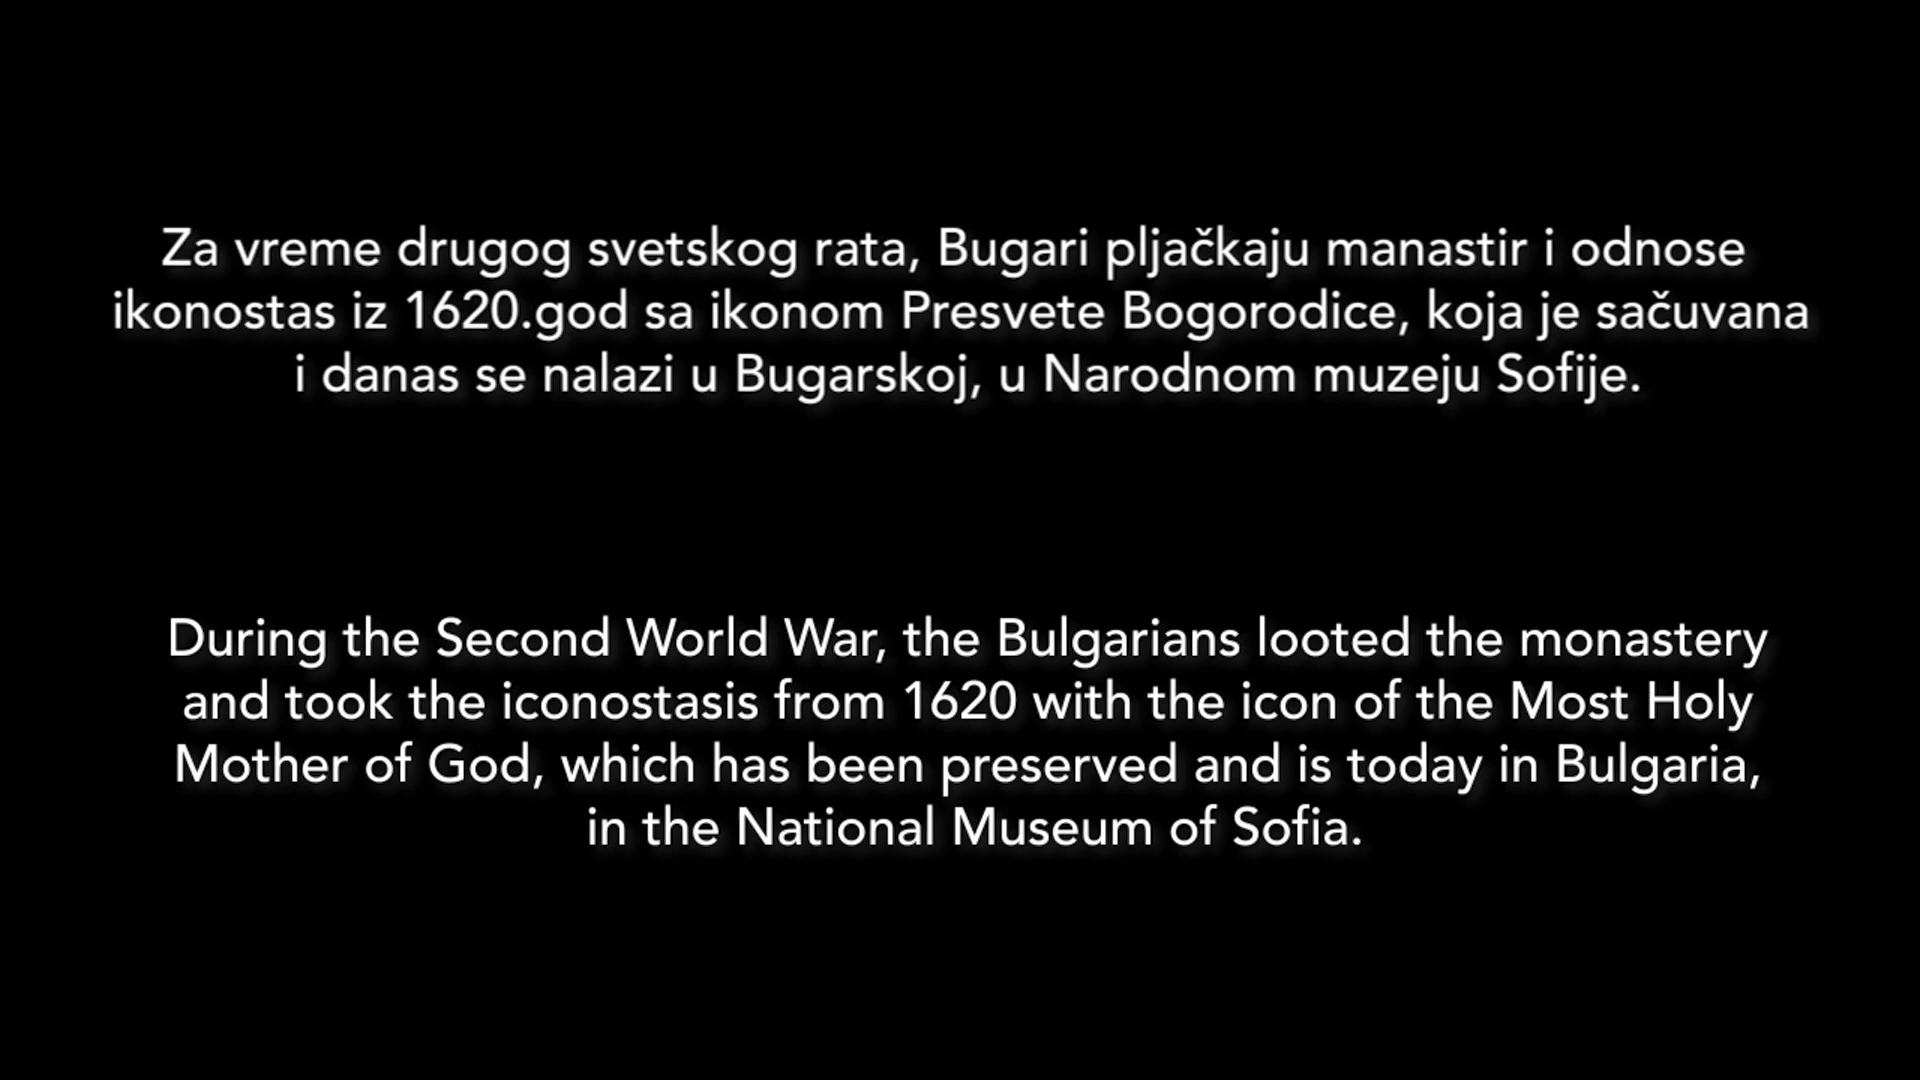 Za vreme drugog svetskog rata, Bugari pljačkaju manastir i odnose
ikonostas iz 1620.god sa ikonom Presvete Bogorodice, koja je sačuvana
i danas se nalazi u Bugarskoj, u Narodnom muzeju Sofije.
During the Second World War, the Bulgarians looted the monastery
and took the iconostasis from 1620 with the icon of the Most Holy
Mother of God, which has been preserved and is today in Bulgaria,
in the National Museum of Sofia.